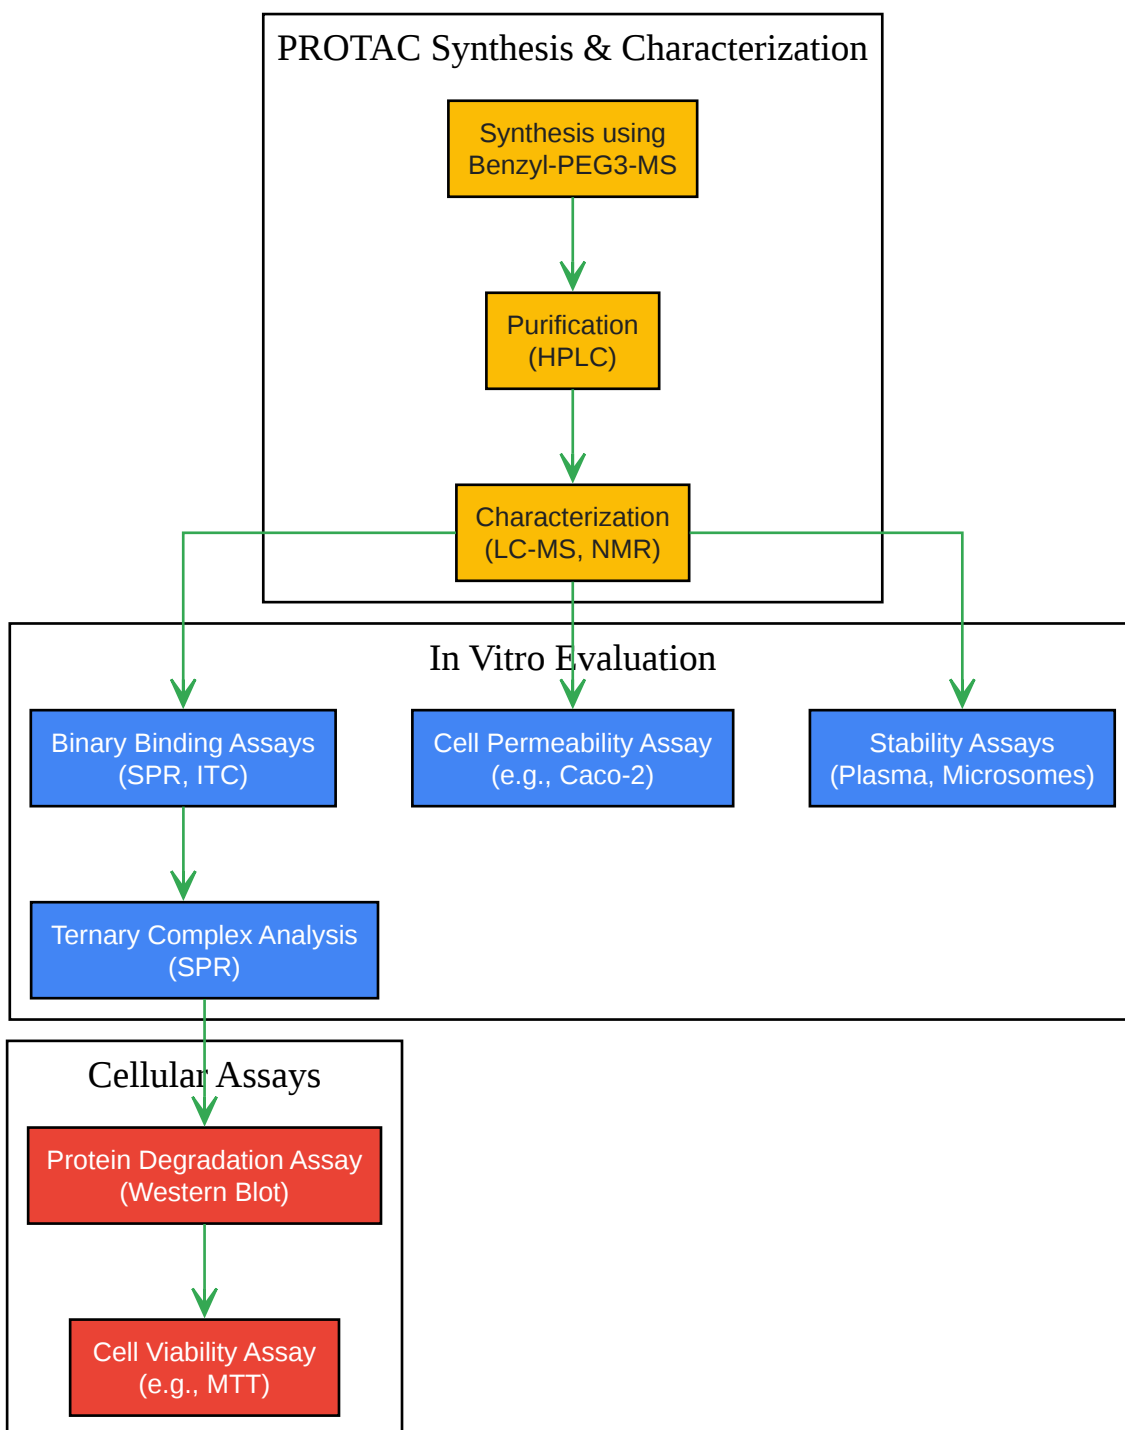 PROTAC Synthesis & Characterization
Synthesis using
Benzyl-PEG3-MS
Purification
(HPLC)
Characterization
(LC-MS, NMR)
In Vitro Evaluation
Binary Binding Assays
(SPR, ITC)
Cell Permeability Assay
(e.g., Caco-2)
Stability Assays
(Plasma, Microsomes)
Ternary Complex Analysis
(SPR)
Cellular Assays
Protein Degradation Assay
(Western Blot)
Cell Viability Assay
(e.g., MTT)